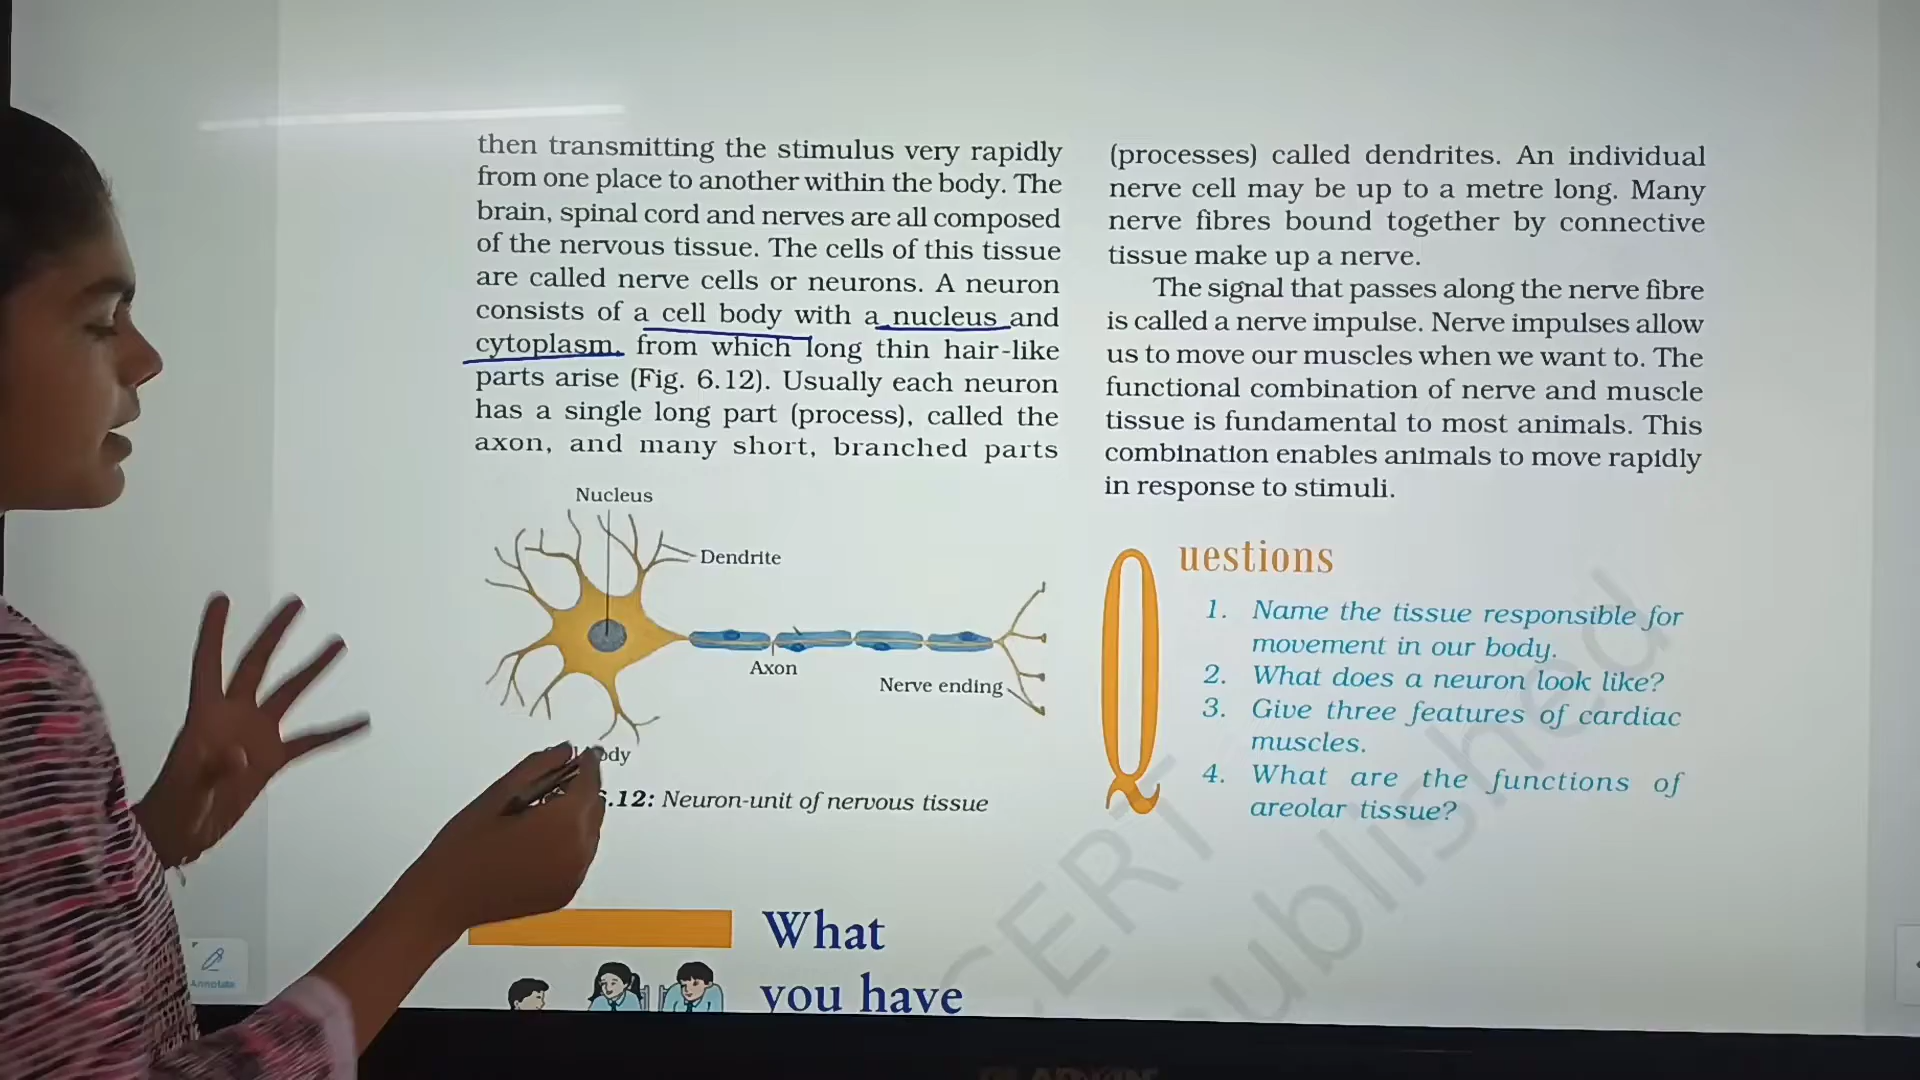 then transmitting the stimulus very rapidly
from one place to another within the body. The
brain, spinal cord and nerves are all composed
of the nervous tissue. The cells of this tissue
are called nerve cells or neurons. A neuron
consists of a cell body with a nucleus and
cytoplasm, from which long thin hair-like
parts arise (Fig. 6.12). Usually each neuron
has a single long part (process), called the
axon, and many short, branched parts
Nucleus
Dendrite
Axon
Nerve ending
.12: Neuron-unit of nervous tissue
(processes) called dendrites. An individual
nerve cell may be up to a metre long. Many
nerve fibres bound together by connective
tissue make up a nerve.
The signal that passes along the nerve fibre
is called a nerve impulse. Nerve impulses allow
us to move our muscles when we want to. The
functional combination of nerve and muscle
tissue is fundamental to most animals. This
combination enables animals to move rapidly
in response to stimuli.
Questions
1. Name the tissue responsible for
movement in our body.
2. What does a neuron look like?
3. Give three features of cardiac
muscles.
4. What are the functions of
areolar tissue?
What
you have
Annotate